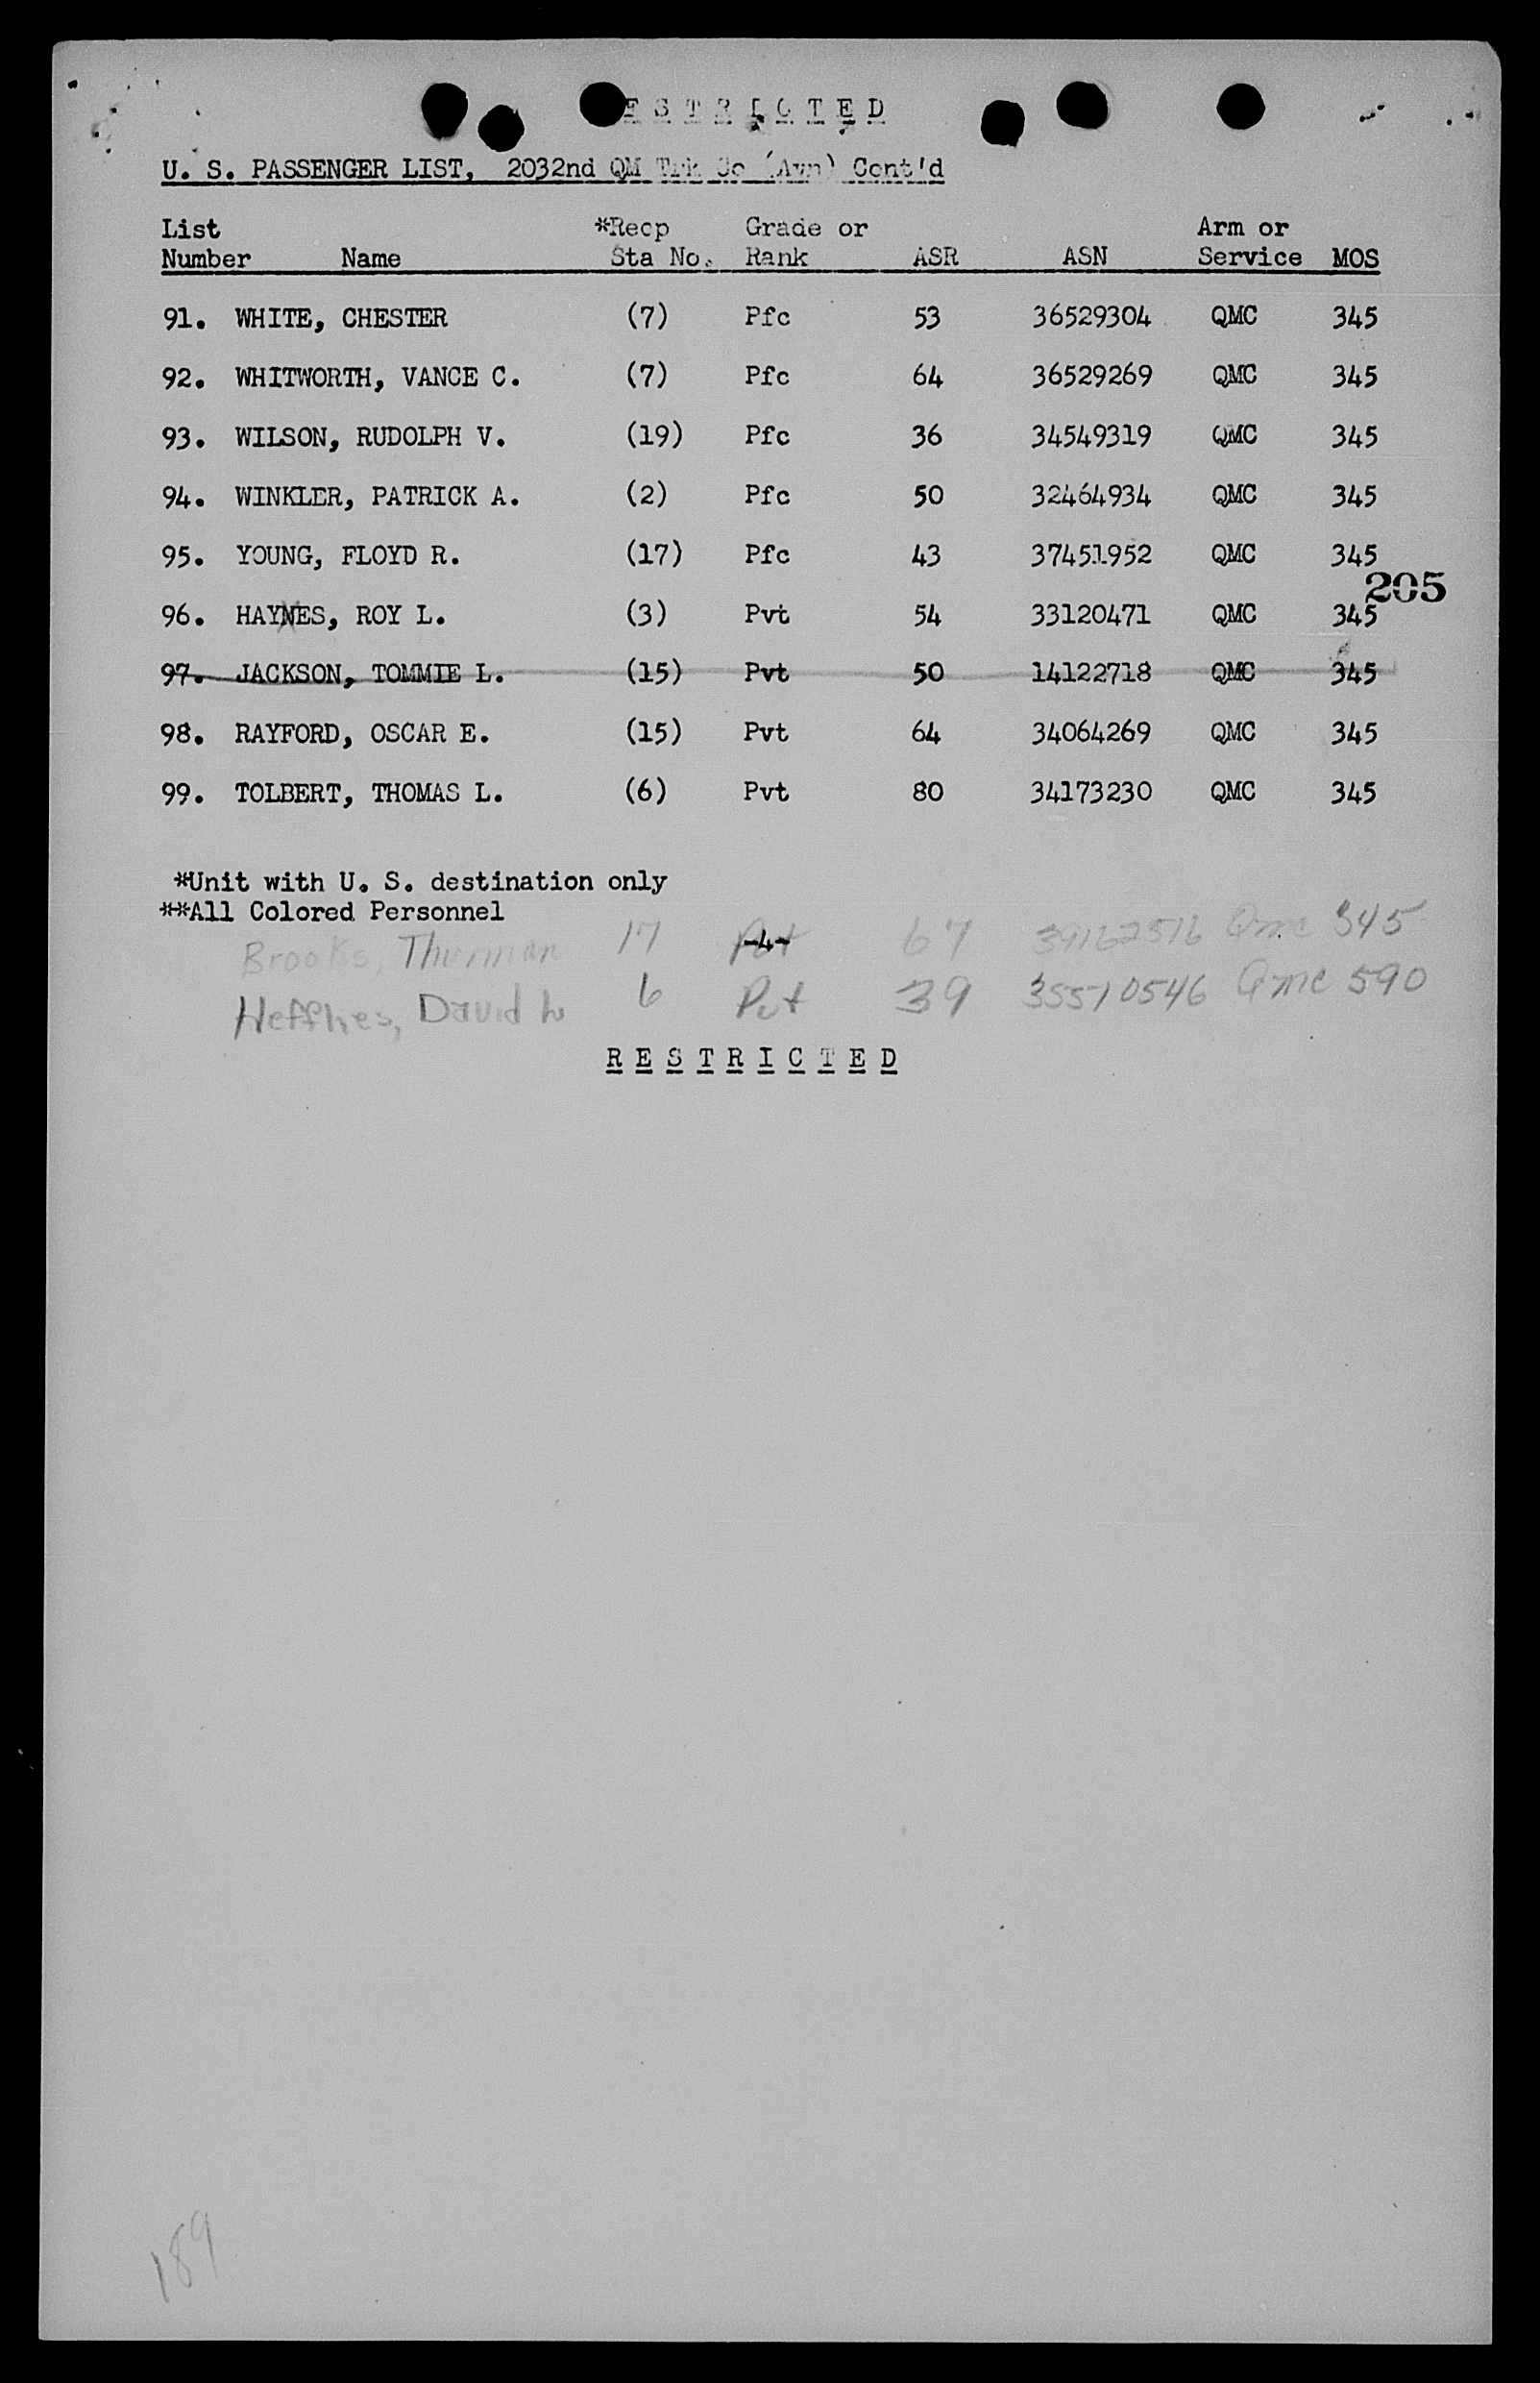 ESTRICTED
U. S. PASSENGER LIST, 2032nd QM Trk Co (Avn) Cont'd
List *Recp Grade or Arm or
Number Name Sta No. Rank ASR ASN Service MOS
91. WHITE, CHESTER (7) Pfc 53 36529304 QMC 345
92. WHITWORTH, VANCE C. (7) Pfc 64 36529269 QMC 345
93. WILSON, RUDOLPH V. (19) Pfc 36 34549319 QMC 345
94. WINKLER, PATRICK A. (2) Pfc 50 32464934 QMC 345
95. YOUNG, FLOYD R. (17) Pfc 43 37451952 QMC 345
205
96. HAYNES, ROY L. (3) Pvt 54 33120471 QMC 345
97. JACKSON, TOMMIE L. (15) Pvt 50 14122718 QMC 345
98. RAYFORD, OSCAR E. (15) Pvt 64 34064269 QMC 345
99. TOLBERT, THOMAS L. (6) Pvt 80 34173230 QMC 345
*Unit with U. S. destination only
**All Colored Personnel
-4-
Brooks, Thurman 17 Pvt 67 39162516 Qmc 345
David W 6 Pvt 39 35510546 Qmc 590
R E S T R I C T E D
189